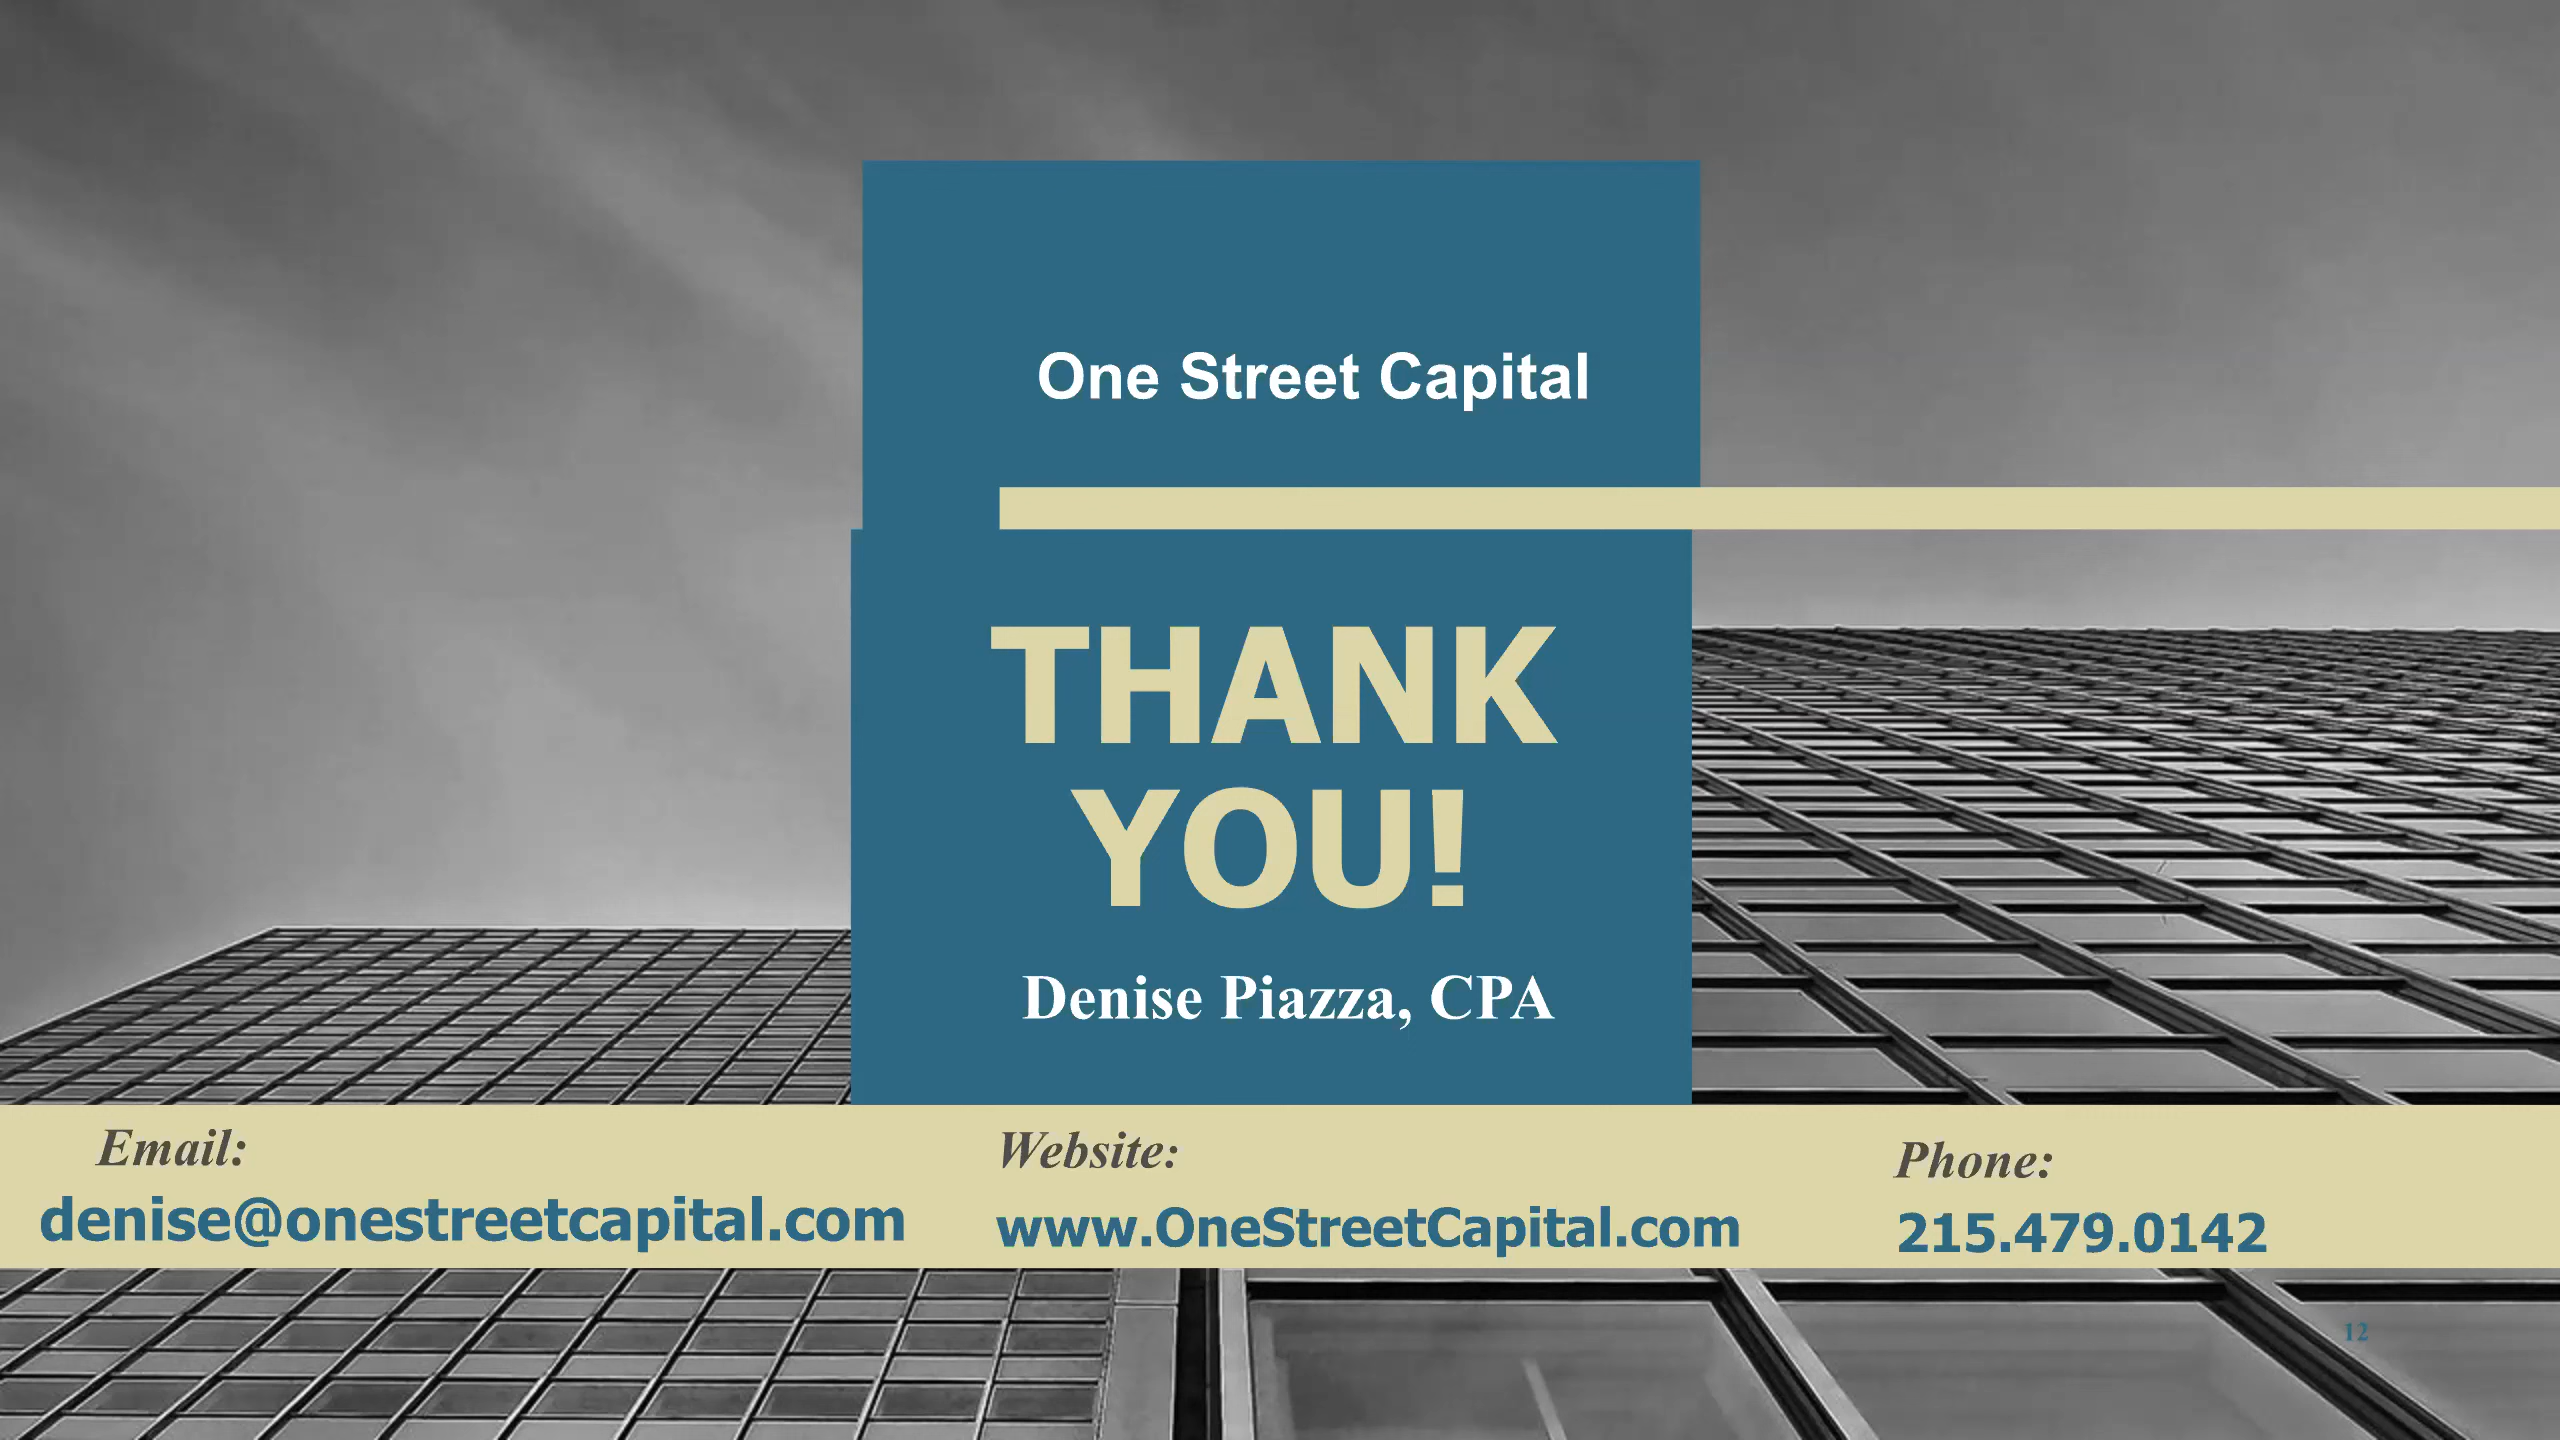 One Street Capital
THANK
YOU!
Denise Piazza, CPA
Email:
denise@onestreetcapital.com
Website:
www.OneStreetCapital.com
Phone:
215.479.0142
12